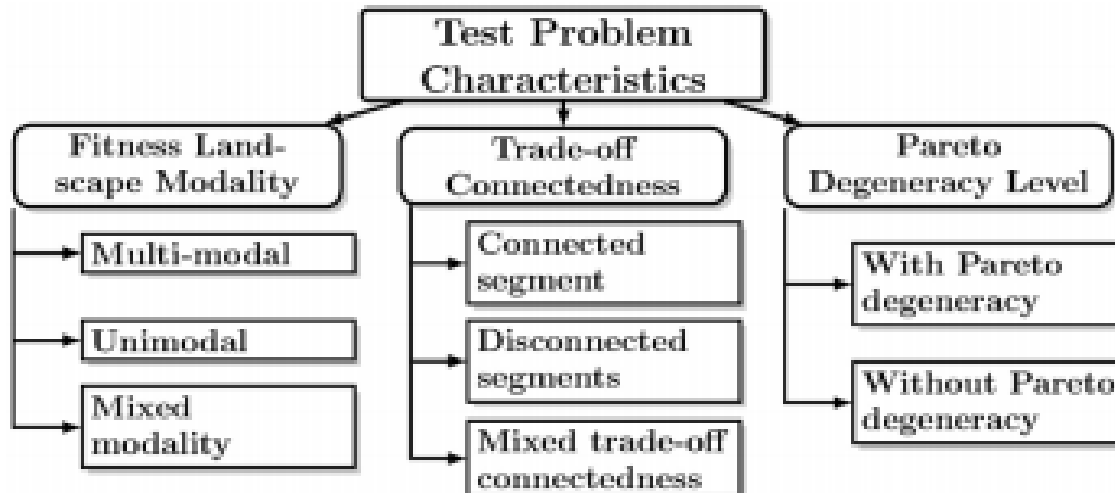 Test Problem
Characteristics
Fitness Land-
scape Modality
Multi-modal
Unimodal
Mixed
modality
Trade-off
Connectedness
Connected
segment
Disconnected
segments
Mixed trade-off
connectedness
Pareto
Degeneracy Level
With Pareto
degeneracy
Without Pareto
degeneracy